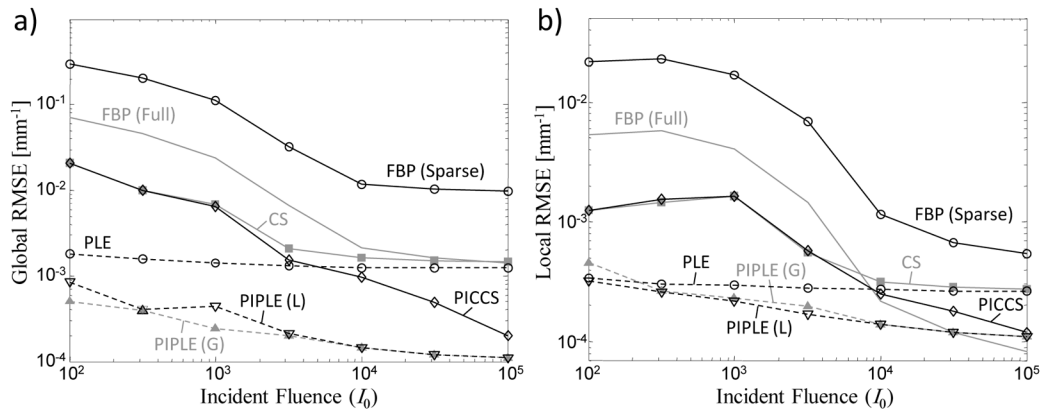 a)
Global RMSE [mm⁻¹]
10⁻¹
10⁻²
10⁻³
10⁻⁴
FBP (Full)
FBP (Sparse)
CS
PLE
PICCS
PIPLE (L)
PIPLE (G)
10² 10³ 10⁴ 10⁵
Incident Fluence (I₀)
b)
Local RMSE [mm⁻¹]
10⁻²
10⁻³
10⁻⁴
FBP (Full)
FBP (Sparse)
CS
PLE
PIPLE (G)
PICCS
PIPLE (L)
10² 10³ 10⁴ 10⁵
Incident Fluence (I₀)